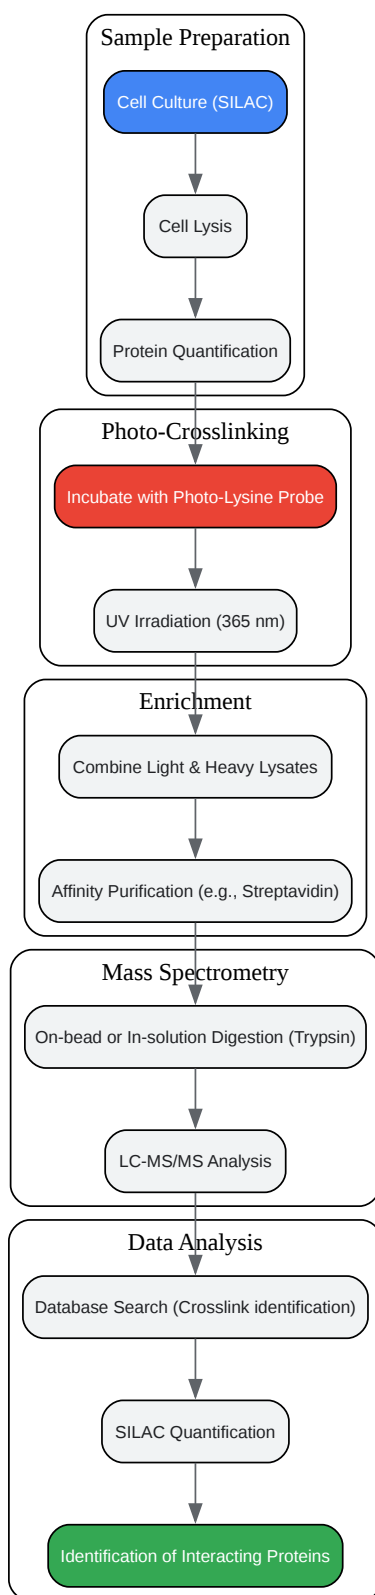 Sample Preparation
Cell Culture (SILAC)
Cell Lysis
Protein Quantification
Photo-Crosslinking
Incubate with Photo-Lysine Probe
UV Irradiation (365 nm)
Enrichment
Combine Light & Heavy Lysates
Affinity Purification (e.g., Streptavidin)
Mass Spectrometry
On-bead or In-solution Digestion (Trypsin)
LC-MS/MS Analysis
Data Analysis
Database Search (Crosslink identification)
SILAC Quantification
Identification of Interacting Proteins